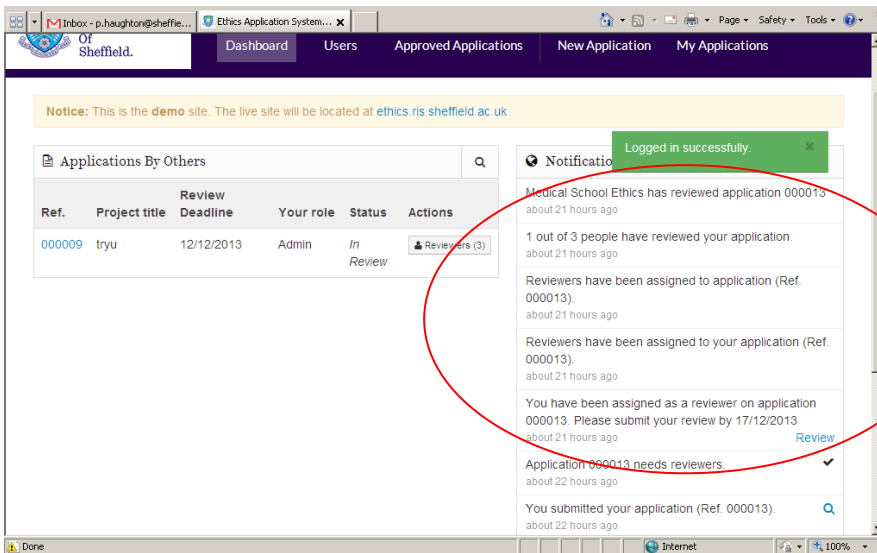 Inbox - p.haughton@sheffie...
Ethics Application System...
Page
Safety
Tools
Of
Sheffield.
Dashboard
Users
Approved Applications
New Application
My Applications
Notice: This is the demo site. The live site will be located at ethics.ris.sheffield.ac.uk
Logged in successfully.
Applications By Others
Ref. Project title Review Deadline Your role Status Actions
000009 tryu 12/12/2013 Admin In Review Reviewers (3)
Notificatio
Medical School Ethics has reviewed application 000013
about 21 hours ago
1 out of 3 people have reviewed your application.
about 21 hours ago
Reviewers have been assigned to application (Ref.
000013).
about 21 hours ago
Reviewers have been assigned to your application (Ref.
000013).
about 21 hours ago
You have been assigned as a reviewer on application
000013. Please submit your review by 17/12/2013
about 21 hours ago Review
Application 000013 needs reviewers.
about 22 hours ago
You submitted your application (Ref. 000013).
about 22 hours ago
Done
Internet
100%